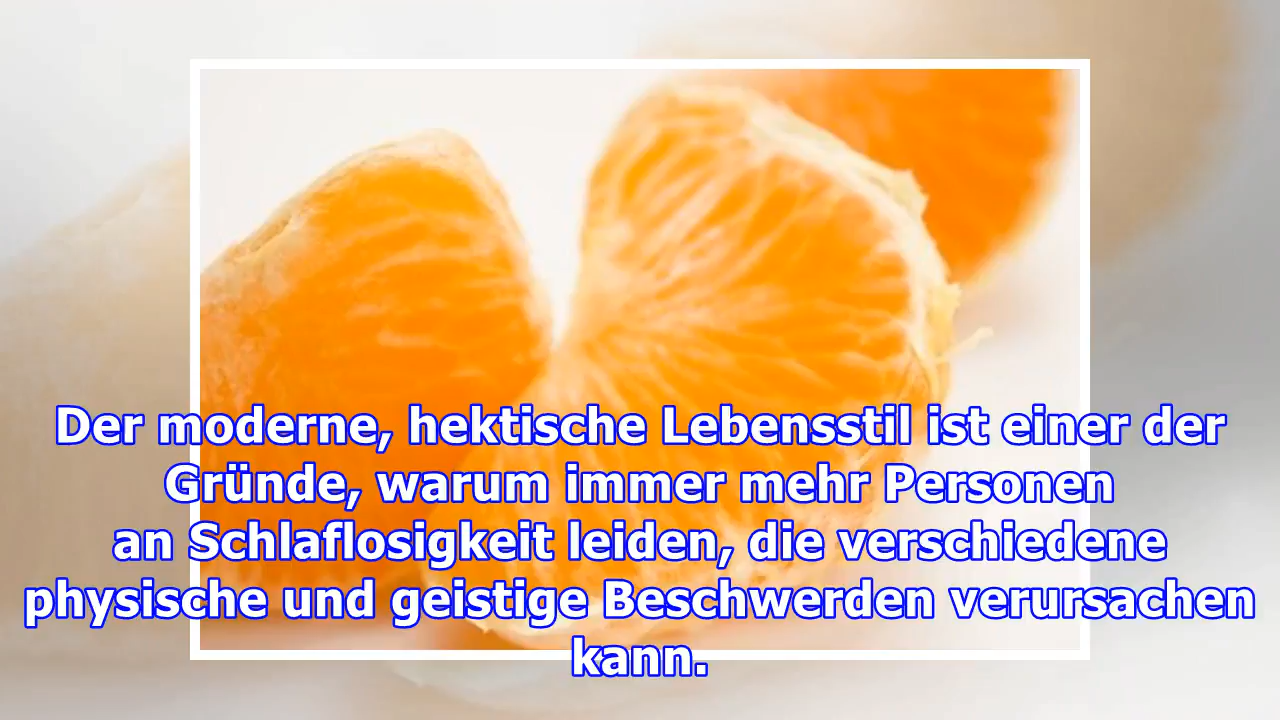 Der moderne, hektische Lebensstil ist einer der
Gründe, warum immer mehr Personen
an Schlaflosigkeit leiden, die verschiedene
physische und geistige Beschwerden verursachen
kann.